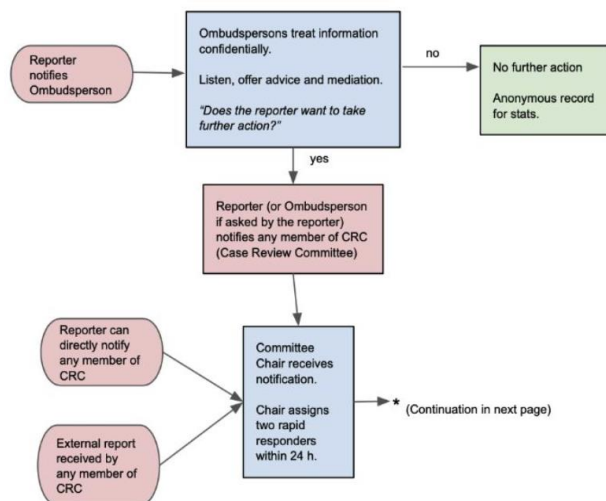 Reporter
notifies
Ombudsperson
Ombudspersons treat information
confidentially.
Listen, offer advice and mediation.
“Does the reporter want to take
further action?”
no
No further action
Anonymous record
for stats.
yes
Reporter (or Ombudsperson
if asked by the reporter)
notifies any member of CRC
(Case Review Committee)
Reporter can
directly notify
any member of
CRC
External report
received by
any member of
CRC
Committee
Chair receives
notification.
Chair assigns
two rapid
responders
within 24 h.
* (Continuation in next page)